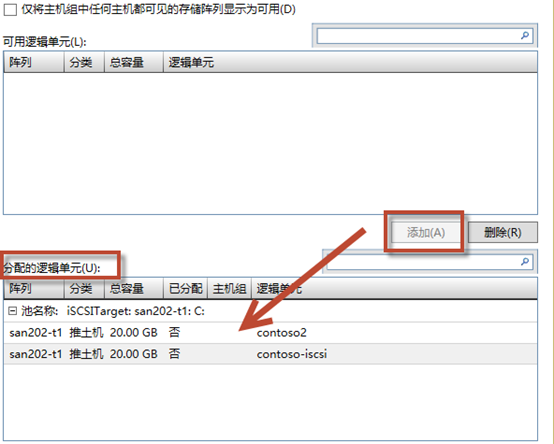 仅将主机组中任何主机都可见的存储阵列显示为可用(D)
可用逻辑单元(L):
阵列 分类 总容量 逻辑单元
添加(A) 删除(R)
分配的逻辑单元(U):
阵列 分类 总容量 已分配 主机组 逻辑单元
池名称: iSCSITarget: san202-t1: C:
san202-t1 推土机 20.00 GB 否 contoso2
san202-t1 推土机 20.00 GB 否 contoso-iscsi